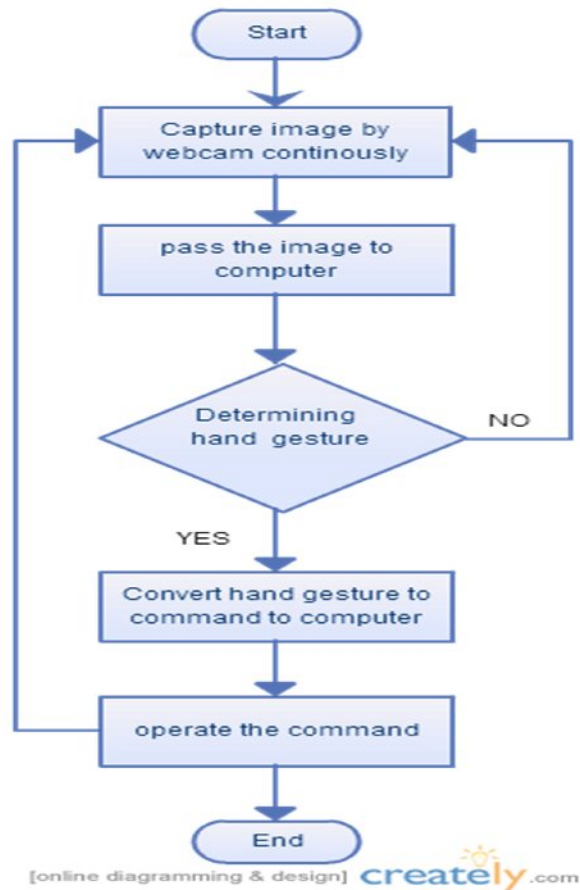 Start
Capture image by
webcam continously
pass the image to
computer
Determining
hand gesture
NO
YES
Convert hand gesture to
command to computer
operate the command
End
[online diagramming & design] creately.com